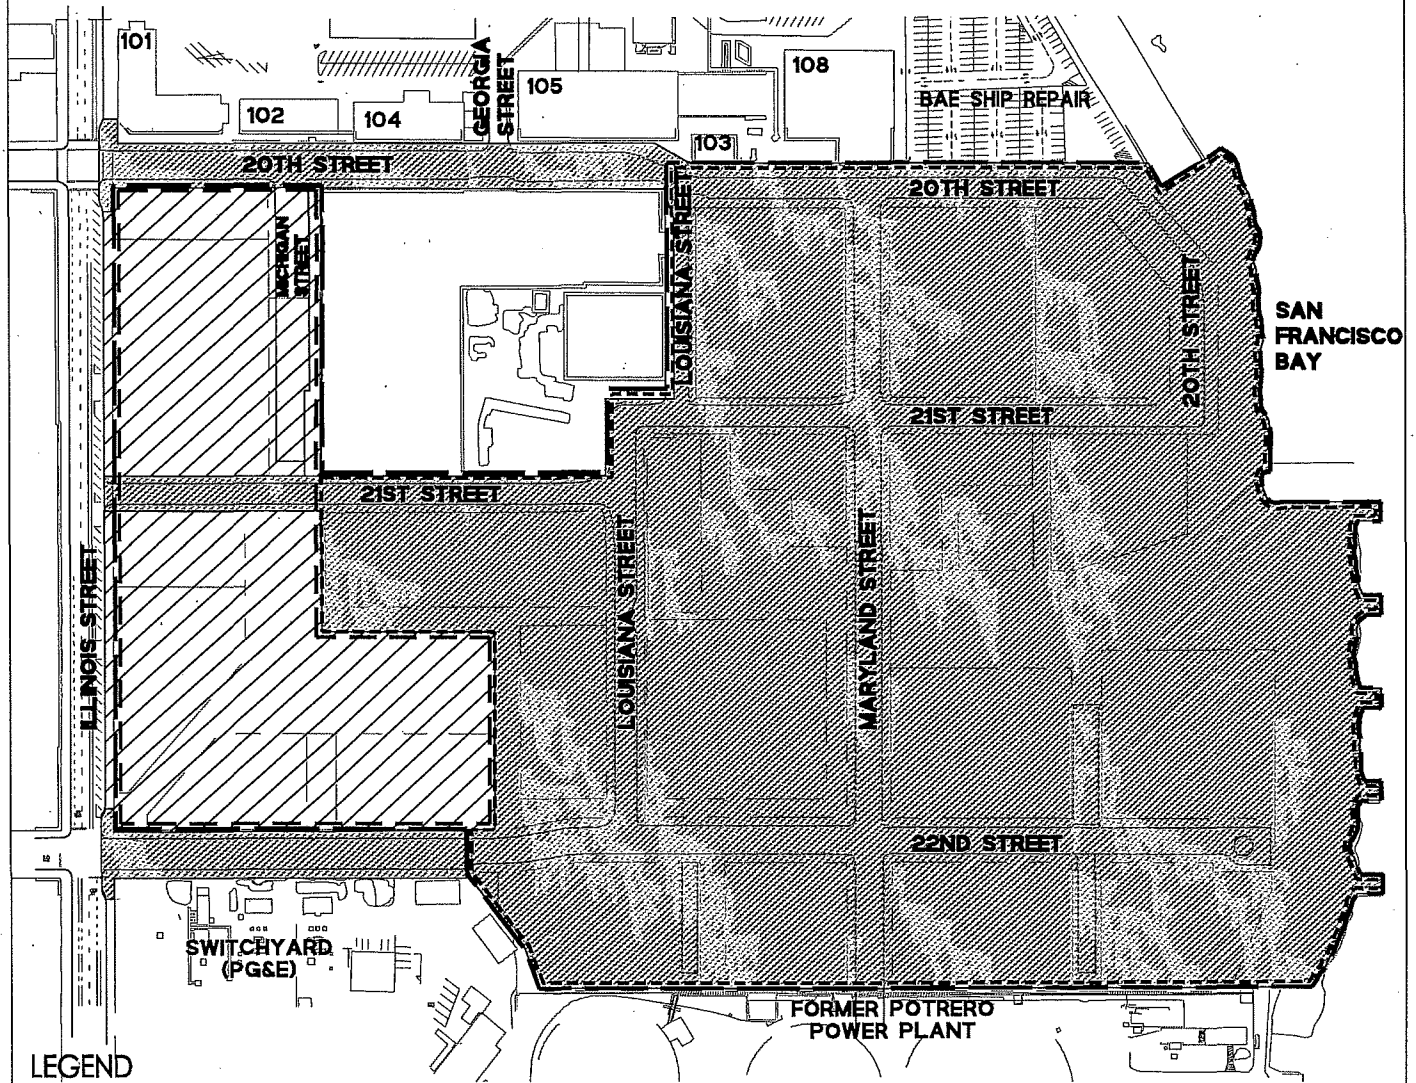 101
102
104
GEORGIA
STREET
105
103
108
BAE SHIP REPAIR
20TH STREET
20TH STREET
MICHIGAN
STREET
LOUISIANA STREET
20TH STREET
SAN
FRANCISCO
BAY
21ST STREET
21ST STREET
ILLINOIS STREET
LOUISIANA STREET
MARYLAND STREET
22ND STREET
SWITCHYARD
(PG&E)
FORMER POTRERO
POWER PLANT
LEGEND